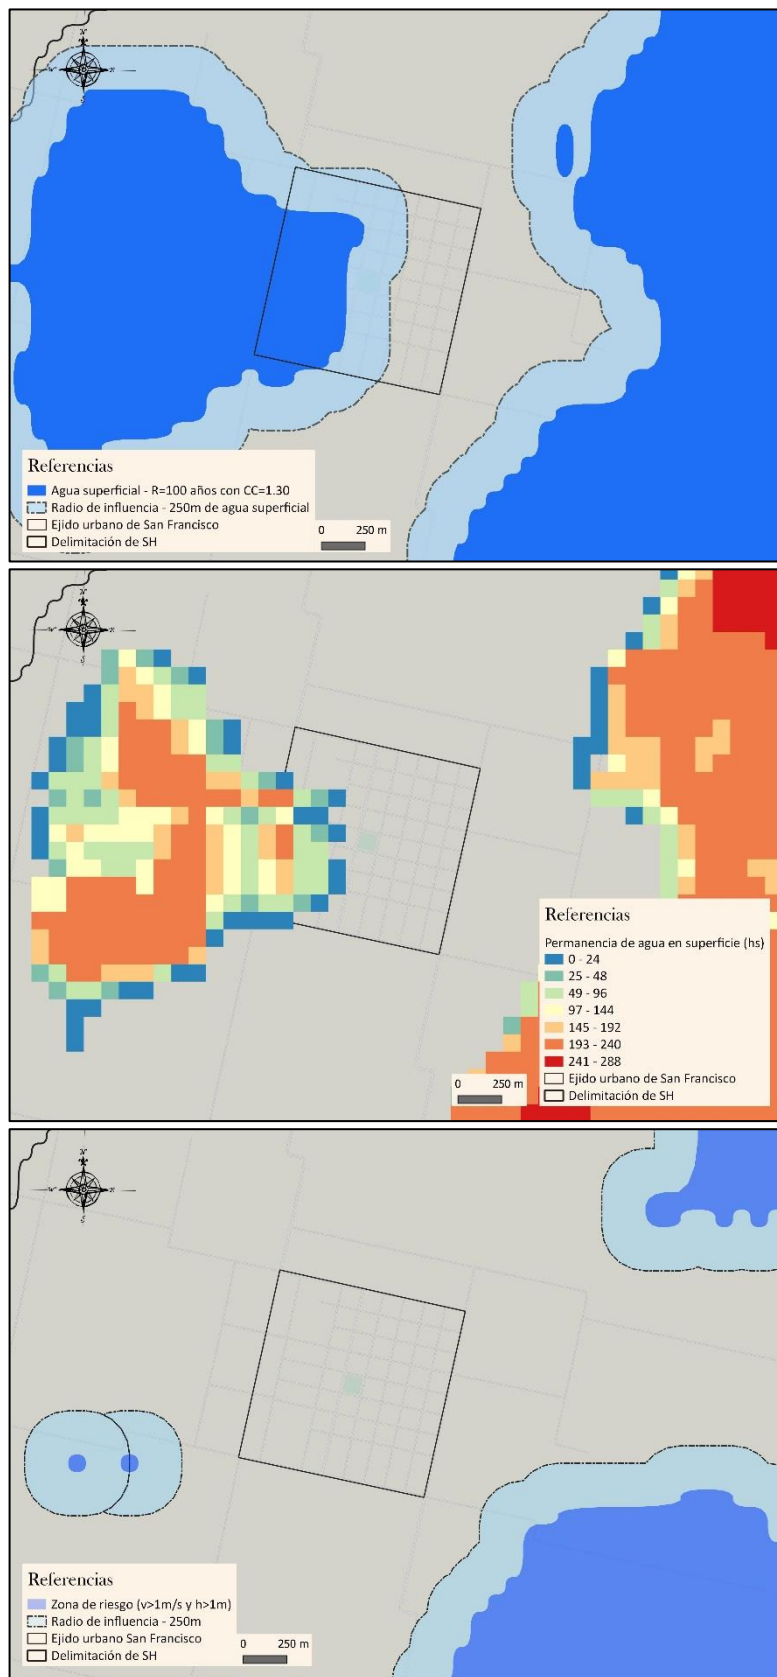 N
W
E
S
Referencias
Agua superficial - R=100 años con CC=1.30
Radio de influencia - 250m de agua superficial
Ejido urbano de San Francisco
Delimitación de SH
0 250 m
N
W
E
S
Referencias
Permanencia de agua en superficie (hs)
0 - 24
25 - 48
49 - 96
97 - 144
145 - 192
193 - 240
241 - 288
Ejido urbano de San Francisco
Delimitación de SH
0 250 m
N
W
E
S
Referencias
Zona de riesgo (v>1m/s y h>1m)
Radio de influencia - 250m
Ejido urbano San Francisco
Delimitación de SH
0 250 m